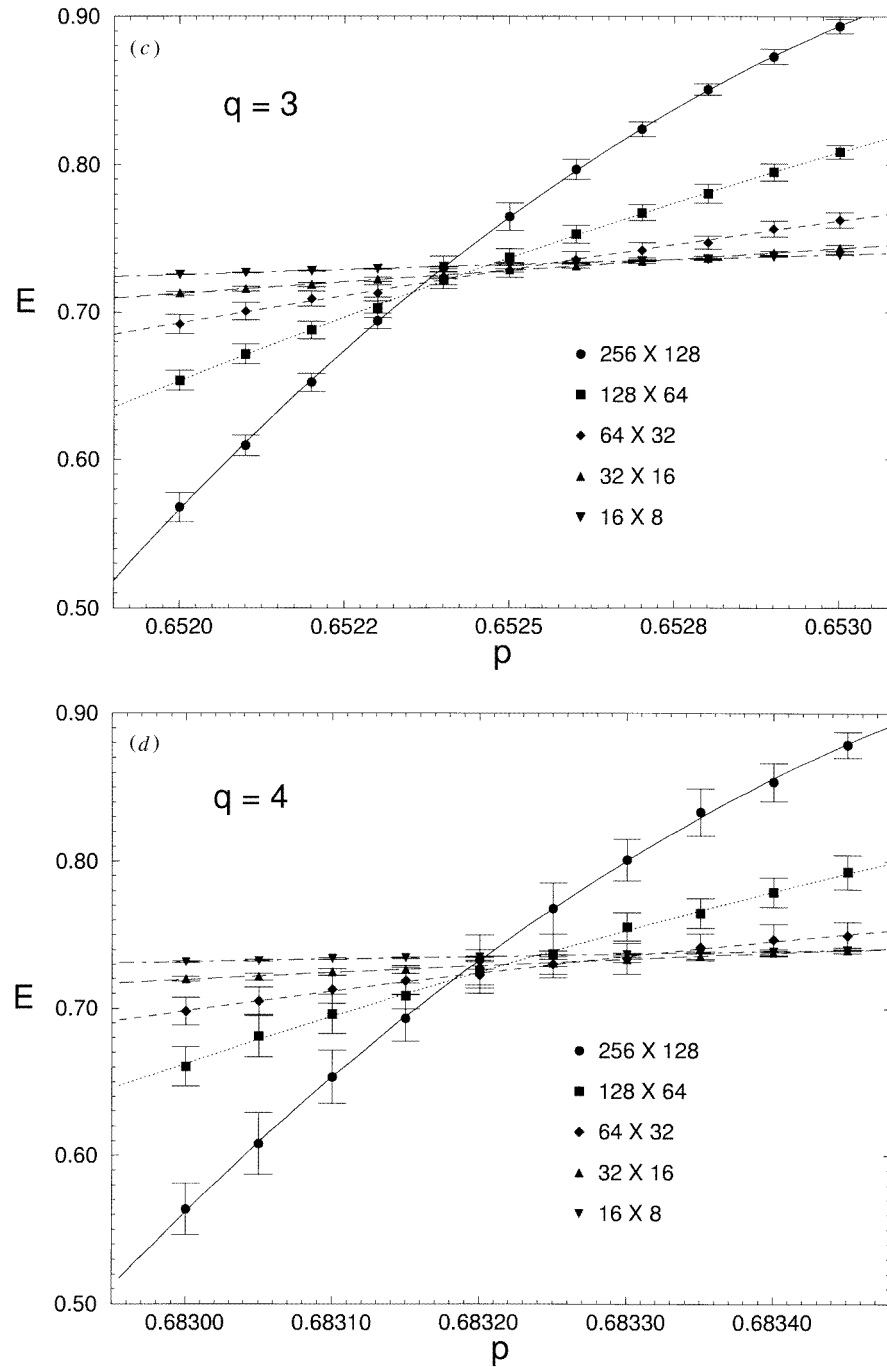 (c)
q = 3
0.90
0.80
0.70
0.60
0.50
E
256 X 128
128 X 64
64 X 32
32 X 16
16 X 8
0.6520
0.6522
0.6525
0.6528
0.6530
p
(d)
q = 4
0.90
0.80
0.70
0.60
0.50
E
256 X 128
128 X 64
64 X 32
32 X 16
16 X 8
0.68300
0.68310
0.68320
0.68330
0.68340
p